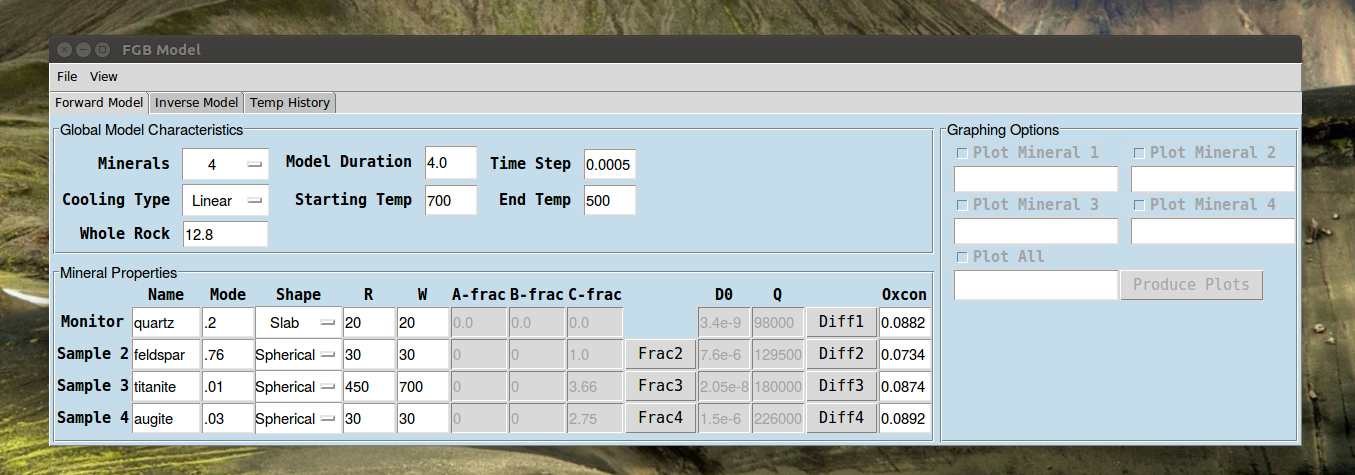 FGB Model
File View
Forward Model Inverse Model Temp History
Global Model Characteristics
Minerals 4 Model Duration 4.0 Time Step 0.0005
Cooling Type Linear Starting Temp 700 End Temp 500
Whole Rock 12.8
Mineral Properties
Name Mode Shape R W A-frac B-frac C-frac D0 Q Oxcon
Monitor quartz .2 Slab 20 20 0.0 0.0 0.0 3.4e-9 98000 Diff1 0.0882
Sample 2 feldspar .76 Spherical 30 30 0 0 1.0 Frac2 7.6e-6 129500 Diff2 0.0734
Sample 3 titanite .01 Spherical 450 700 0 0 3.66 Frac3 2.05e-8 180000 Diff3 0.0874
Sample 4 augite .03 Spherical 30 30 0 0 2.75 Frac4 1.5e-6 226000 Diff4 0.0892
Graphing Options
Plot Mineral 1 Plot Mineral 2
Plot Mineral 3 Plot Mineral 4
Plot All
Produce Plots